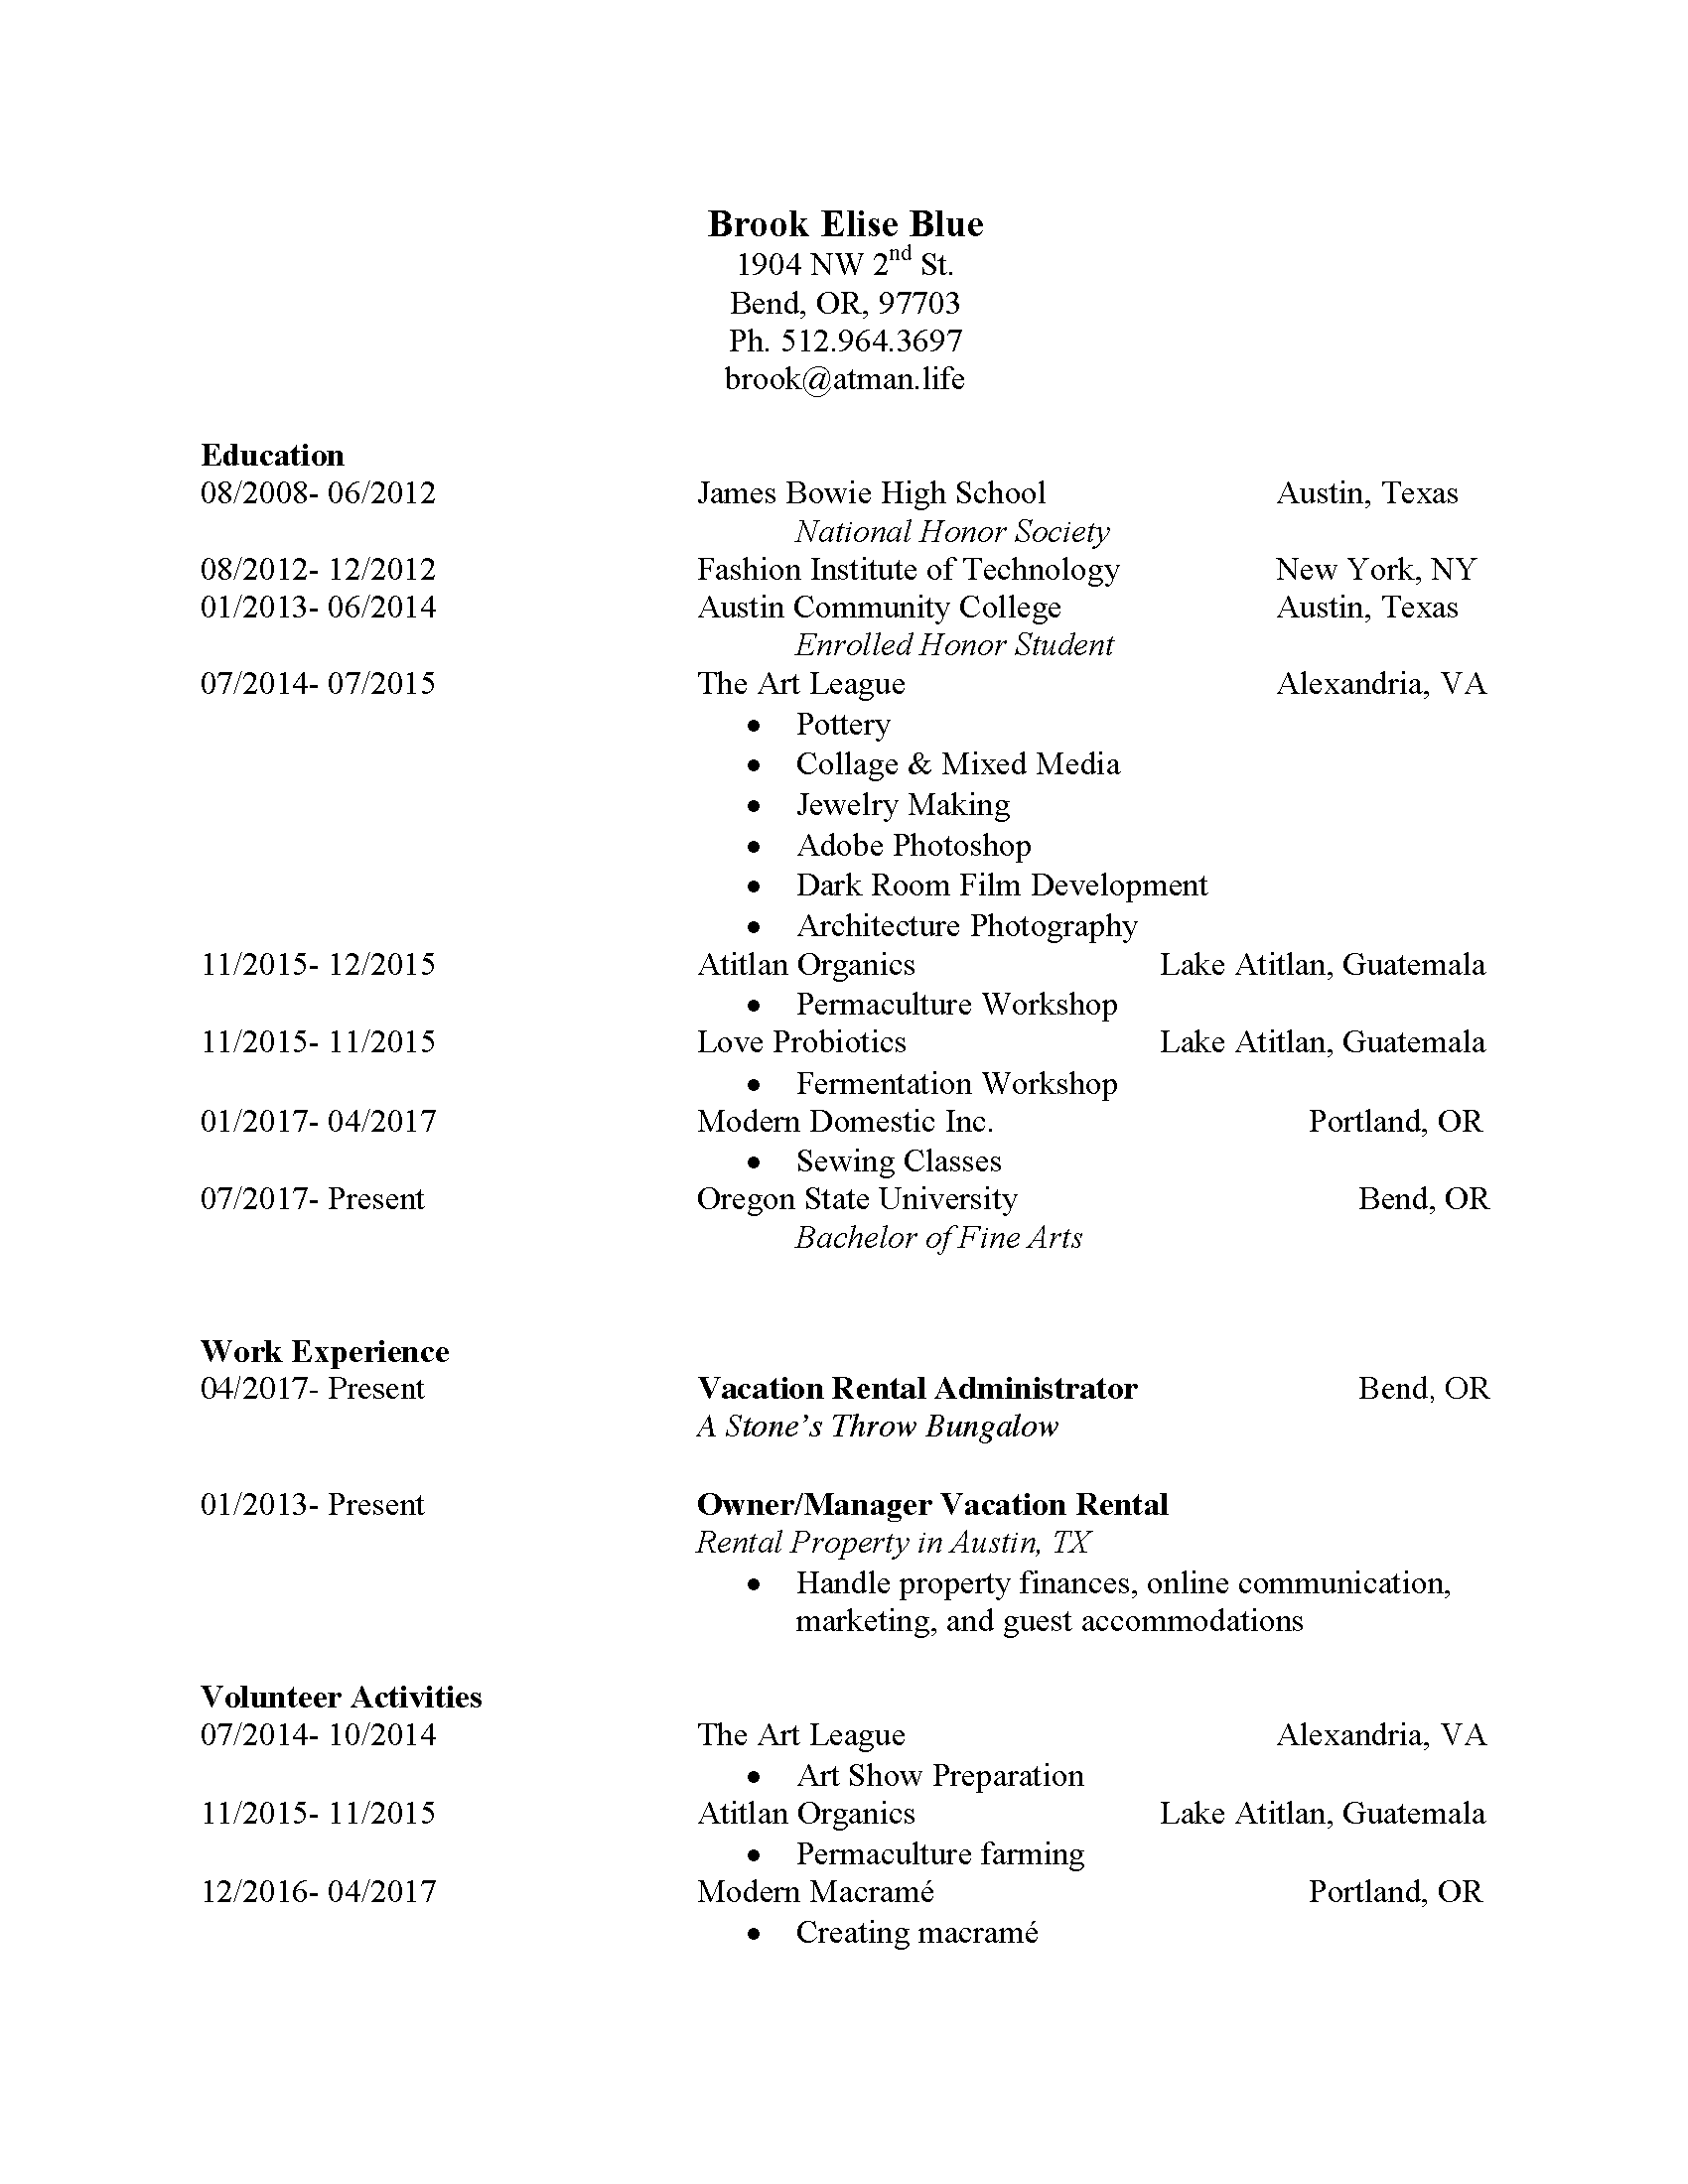 Brook Elise Blue
1904 NW 2nd St.
Bend, OR, 97703
Ph. 512.964.3697
brook@atman.life
Education
08/2008- 06/2012 James Bowie High School Austin, Texas
National Honor Society
08/2012- 12/2012 Fashion Institute of Technology New York, NY
01/2013- 06/2014 Austin Community College Austin, Texas
Enrolled Honor Student
07/2014- 07/2015 The Art League Alexandria, VA
• Pottery
• Collage & Mixed Media
• Jewelry Making
• Adobe Photoshop
• Dark Room Film Development
• Architecture Photography
11/2015- 12/2015 Atitlan Organics Lake Atitlan, Guatemala
• Permaculture Workshop
11/2015- 11/2015 Love Probiotics Lake Atitlan, Guatemala
• Fermentation Workshop
01/2017- 04/2017 Modern Domestic Inc. Portland, OR
• Sewing Classes
07/2017- Present Oregon State University Bend, OR
Bachelor of Fine Arts
Work Experience
04/2017- Present Vacation Rental Administrator Bend, OR
A Stone’s Throw Bungalow
01/2013- Present Owner/Manager Vacation Rental
Rental Property in Austin, TX
• Handle property finances, online communication,
marketing, and guest accommodations
Volunteer Activities
07/2014- 10/2014 The Art League Alexandria, VA
• Art Show Preparation
11/2015- 11/2015 Atitlan Organics Lake Atitlan, Guatemala
• Permaculture farming
12/2016- 04/2017 Modern Macramé Portland, OR
• Creating macramé